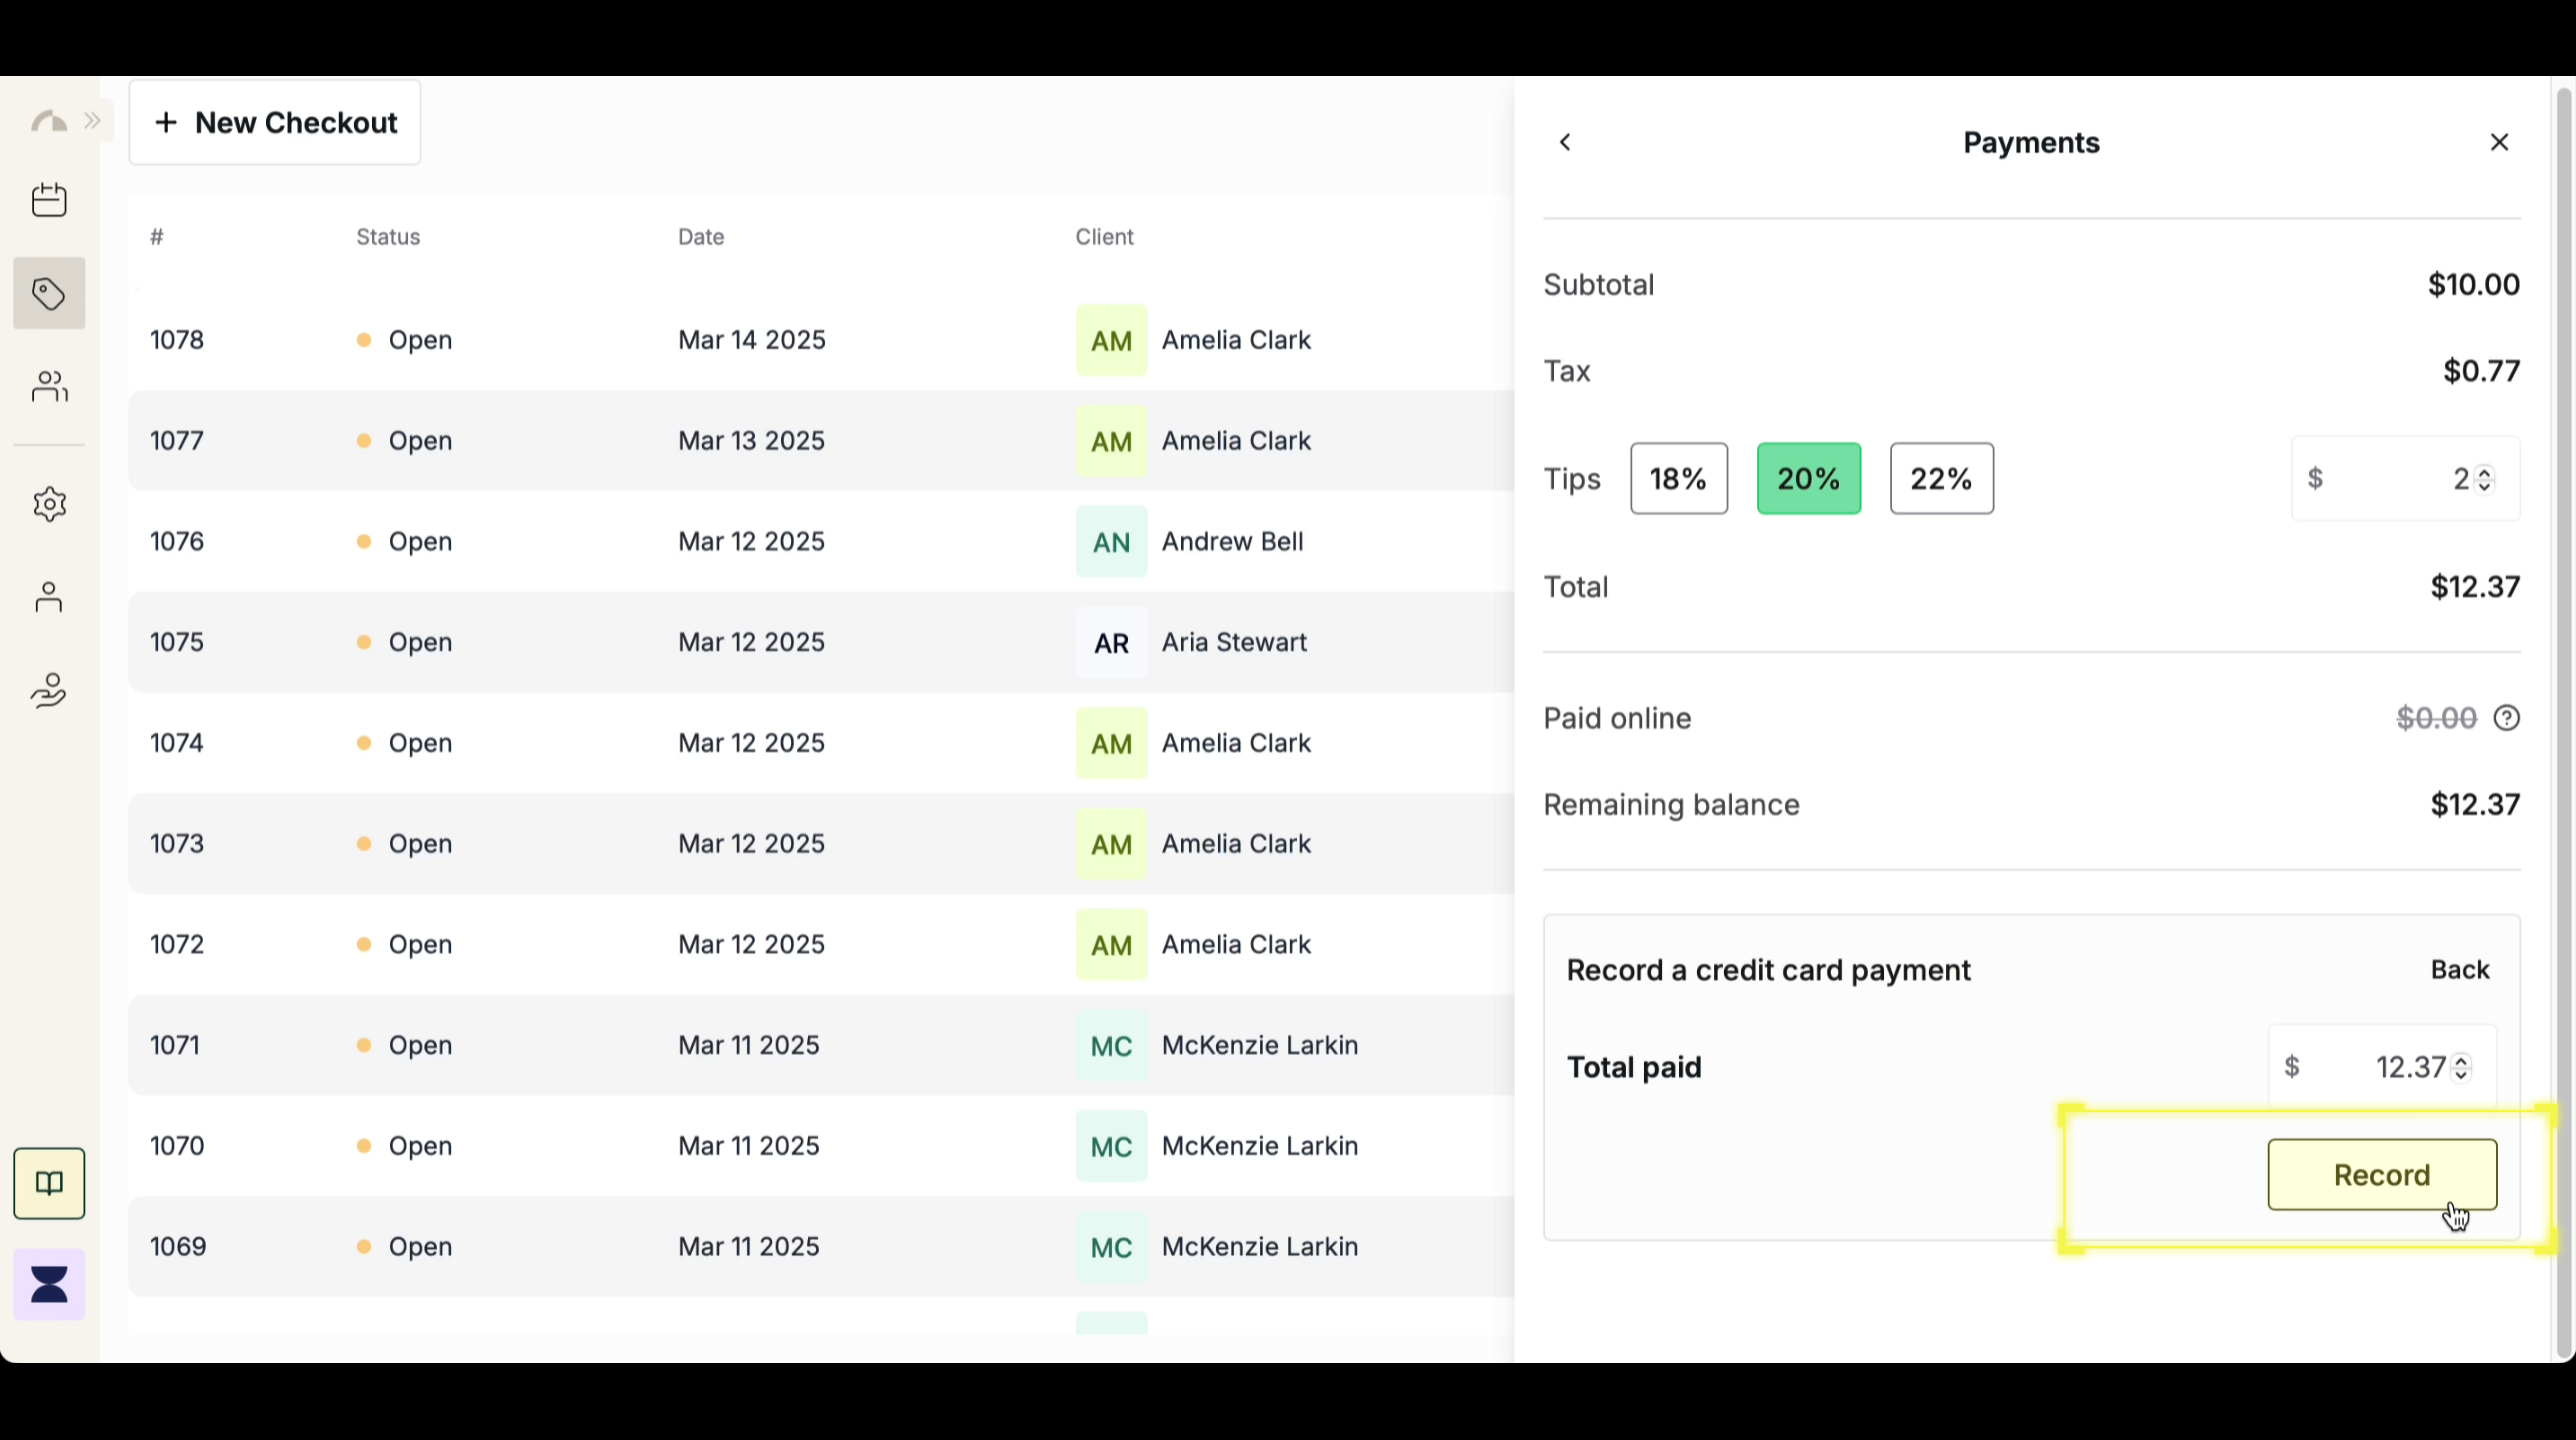 + New Checkout
# Status Date Client
1078 Open Mar 14 2025 AM Amelia Clark
1077 Open Mar 13 2025 AM Amelia Clark
1076 Open Mar 12 2025 AN Andrew Bell
1075 Open Mar 12 2025 AR Aria Stewart
1074 Open Mar 12 2025 AM Amelia Clark
1073 Open Mar 12 2025 AM Amelia Clark
1072 Open Mar 12 2025 AM Amelia Clark
1071 Open Mar 11 2025 MC McKenzie Larkin
1070 Open Mar 11 2025 MC McKenzie Larkin
1069 Open Mar 11 2025 MC McKenzie Larkin
Payments
Subtotal $10.00
Tax $0.77
Tips 18% 20% 22% $ 2
Total $12.37
Paid online $0.00
Remaining balance $12.37
Record a credit card payment Back
Total paid $ 12.37
Record